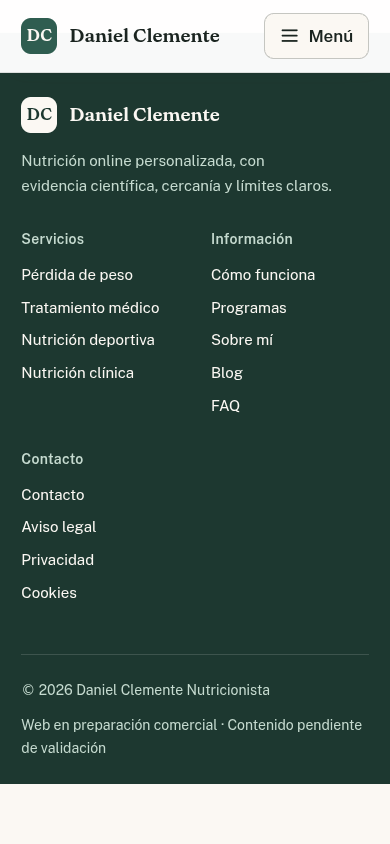 DC Daniel Clemente
Menú
DC Daniel Clemente
Nutrición online personalizada, con
evidencia científica, cercanía y límites claros.
Servicios
Pérdida de peso
Tratamiento médico
Nutrición deportiva
Nutrición clínica
Información
Cómo funciona
Programas
Sobre mí
Blog
FAQ
Contacto
Contacto
Aviso legal
Privacidad
Cookies
© 2026 Daniel Clemente Nutricionista
Web en preparación comercial · Contenido pendiente
de validación